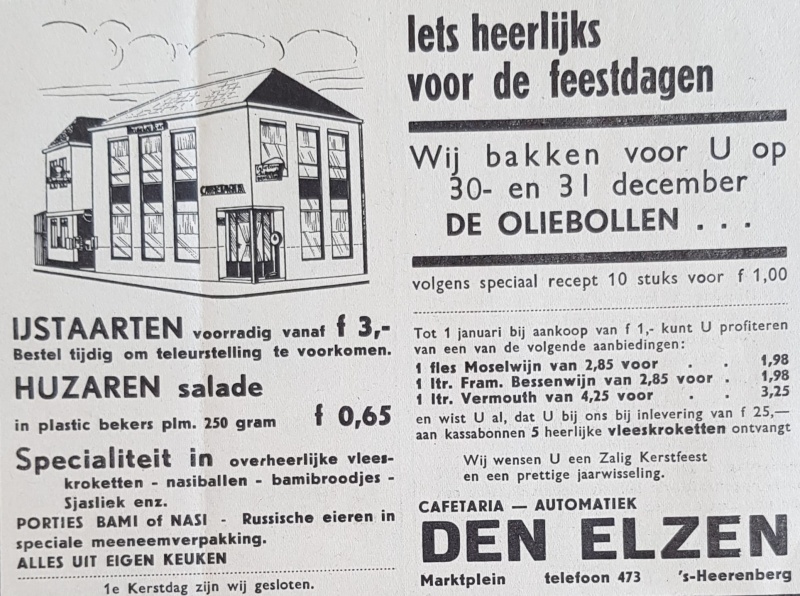 CAFETARIA
IJSTAARTEN voorradig vanaf f 3,-
Bestel tijdig om teleurstelling te voorkomen.
HUZAREN salade
in plastic bekers plm. 250 gram f 0,65
Specialiteit in overheerlijke vlees-
kroketten - nasiballen - bamibroodjes -
Sjasliek enz.
PORTIES BAMI of NASI - Russische eieren in
speciale meeneemverpakking.
ALLES UIT EIGEN KEUKEN
1e Kerstdag zijn wij gesloten.
Iets heerlijks
voor de feestdagen
Wij bakken voor U op
30- en 31 december
DE OLIEBOLLEN . . .
volgens speciaal recept 10 stuks voor f 1,00
Tot 1 januari bij aankoop van f 1,- kunt U profiteren
van een van de volgende aanbiedingen:
1 fles Moselwijn van 2,85 voor . . 1,98
1 ltr. Fram. Bessenwijn van 2,85 voor . 1,98
1 ltr. Vermouth van 4,25 voor . . 3,25
en wist U al, dat U bij ons bij inlevering van f 25,—
aan kassabonnen 5 heerlijke vleeskroketten ontvangt
Wij wensen U een Zalig Kerstfeest
en een prettige jaarwisseling.
CAFETARIA — AUTOMATIEK
DEN ELZEN
Marktplein telefoon 473 's-Heerenberg